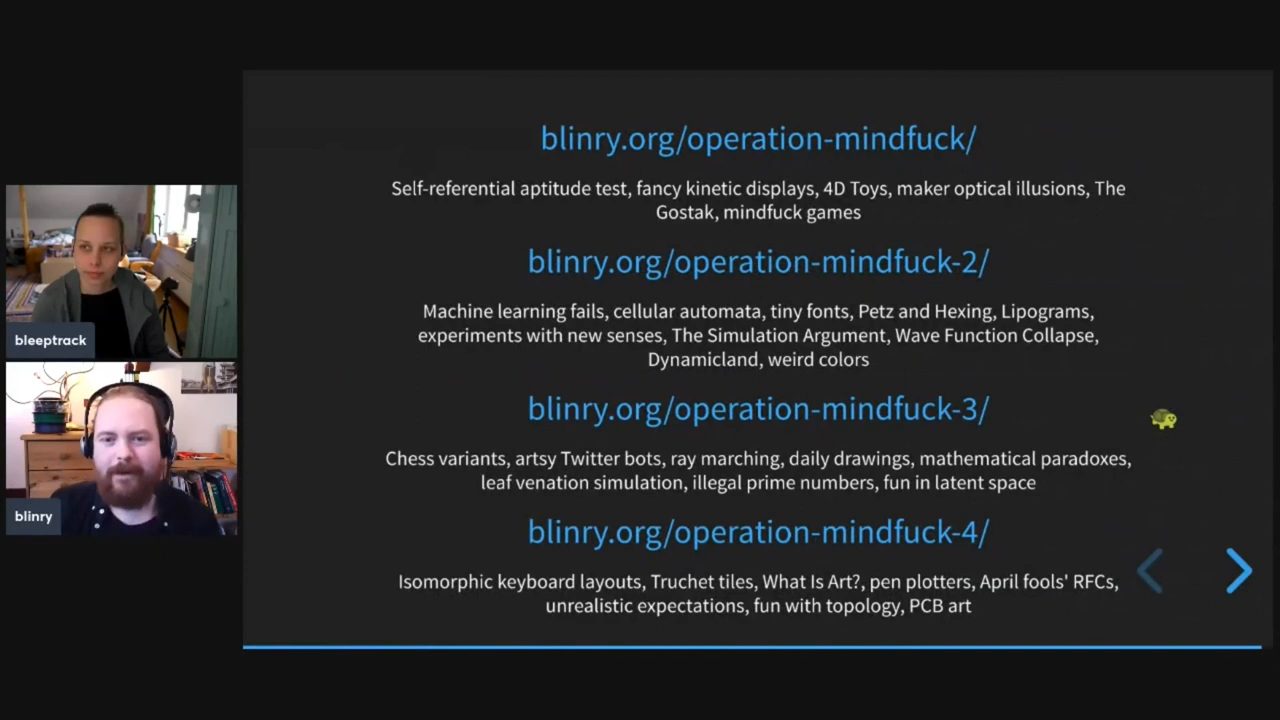 blinry.org/operation-mindfuck/
Self-referential aptitude test, fancy kinetic displays, 4D Toys, maker optical illusions, The
Gostak, mindfuck games
blinry.org/operation-mindfuck-2/
Machine learning fails, cellular automata, tiny fonts, Petz and Hexing, Lipograms,
experiments with new senses, The Simulation Argument, Wave Function Collapse,
Dynamicland, weird colors
blinry.org/operation-mindfuck-3/
Chess variants, artsy Twitter bots, ray marching, daily drawings, mathematical paradoxes,
leaf venation simulation, illegal prime numbers, fun in latent space
blinry.org/operation-mindfuck-4/
Isomorphic keyboard layouts, Truchet tiles, What Is Art?, pen plotters, April fools' RFCs,
unrealistic expectations, fun with topology, PCB art
bleeptrack
blinry